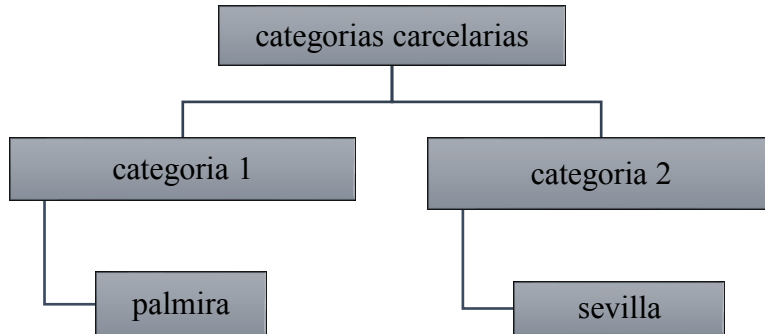 categorias carcelarias
categoria 1
categoria 2
palmira
sevilla